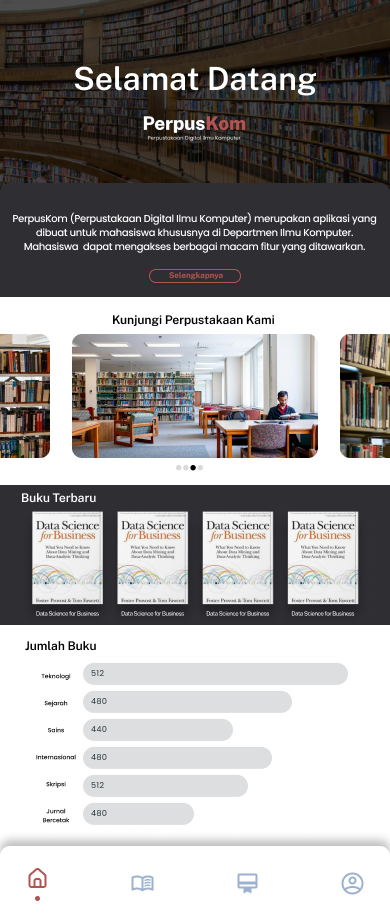 Selamat Datang
PerpusKom
Perpustakaan Digital Ilmu Komputer
PerpusKom (Perpustakaan Digital Ilmu Komputer) merupakan aplikasi yang
dibuat untuk mahasiswa khususnya di Departmen Ilmu Komputer.
Mahasiswa dapat mengakses berbagai macam fitur yang ditawarkan.
Selengkapnya
Kunjungi Perpustakaan Kami
Buku Terbaru
Data Science
for Business
What You Need to Know
About Data Mining and
Data-Analytic Thinking
Foster Provost & Tom Fawcett
Data Science for Business
Data Science
for Business
What You Need to Know
About Data Mining and
Data-Analytic Thinking
Foster Provost & Tom Fawcett
Data Science for Business
Data Science
for Business
What You Need to Know
About Data Mining and
Data-Analytic Thinking
Foster Provost & Tom Fawcett
Data Science for Business
Data Science
for Business
What You Need to Know
About Data Mining and
Data-Analytic Thinking
Foster Provost & Tom Fawcett
Data Science for Business
Jumlah Buku
Teknologi 512
Sejarah 480
Sains 440
Internasional 480
Skripsi 512
Jurnal
Bercetak 480